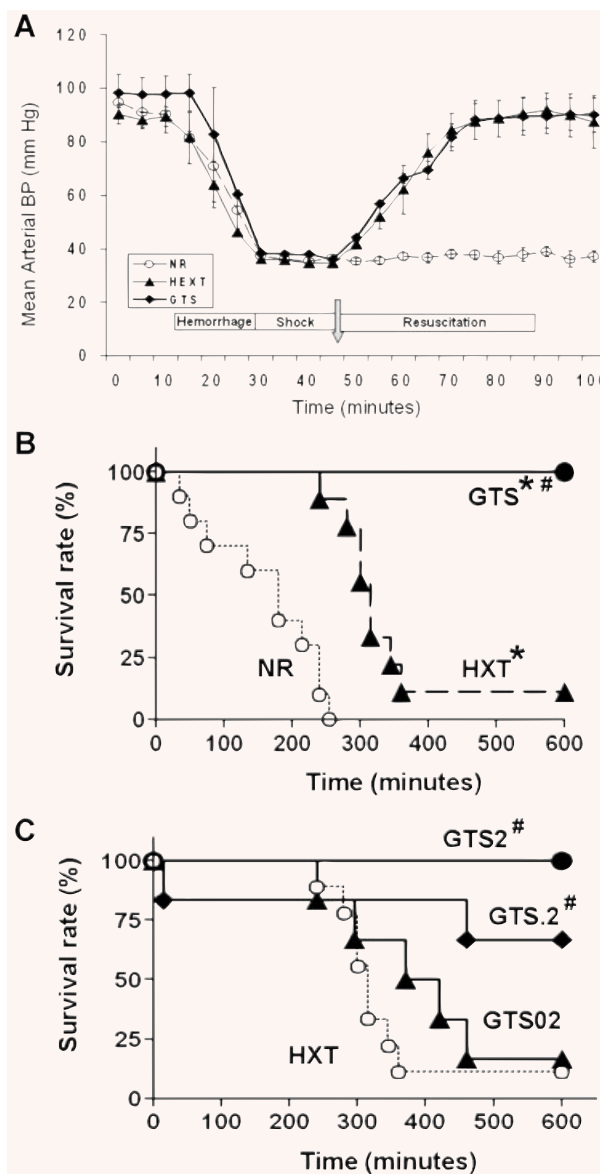 A
120
100
80
60
40
20
0
Mean Arterial BP (mm Hg)
NR
HEXT
GTS
Hemorrhage Shock Resuscitation
0 10 20 30 40 50 60 70 80 90 100
Time (minutes)
B
100
75
50
25
0
Survival rate (%)
GTS*#
NR
HXT*
0 100 200 300 400 500 600
Time (minutes)
C
100
75
50
25
0
Survival rate (%)
GTS2#
GTS.2#
GTS02
HXT
0 100 200 300 400 500 600
Time (minutes)